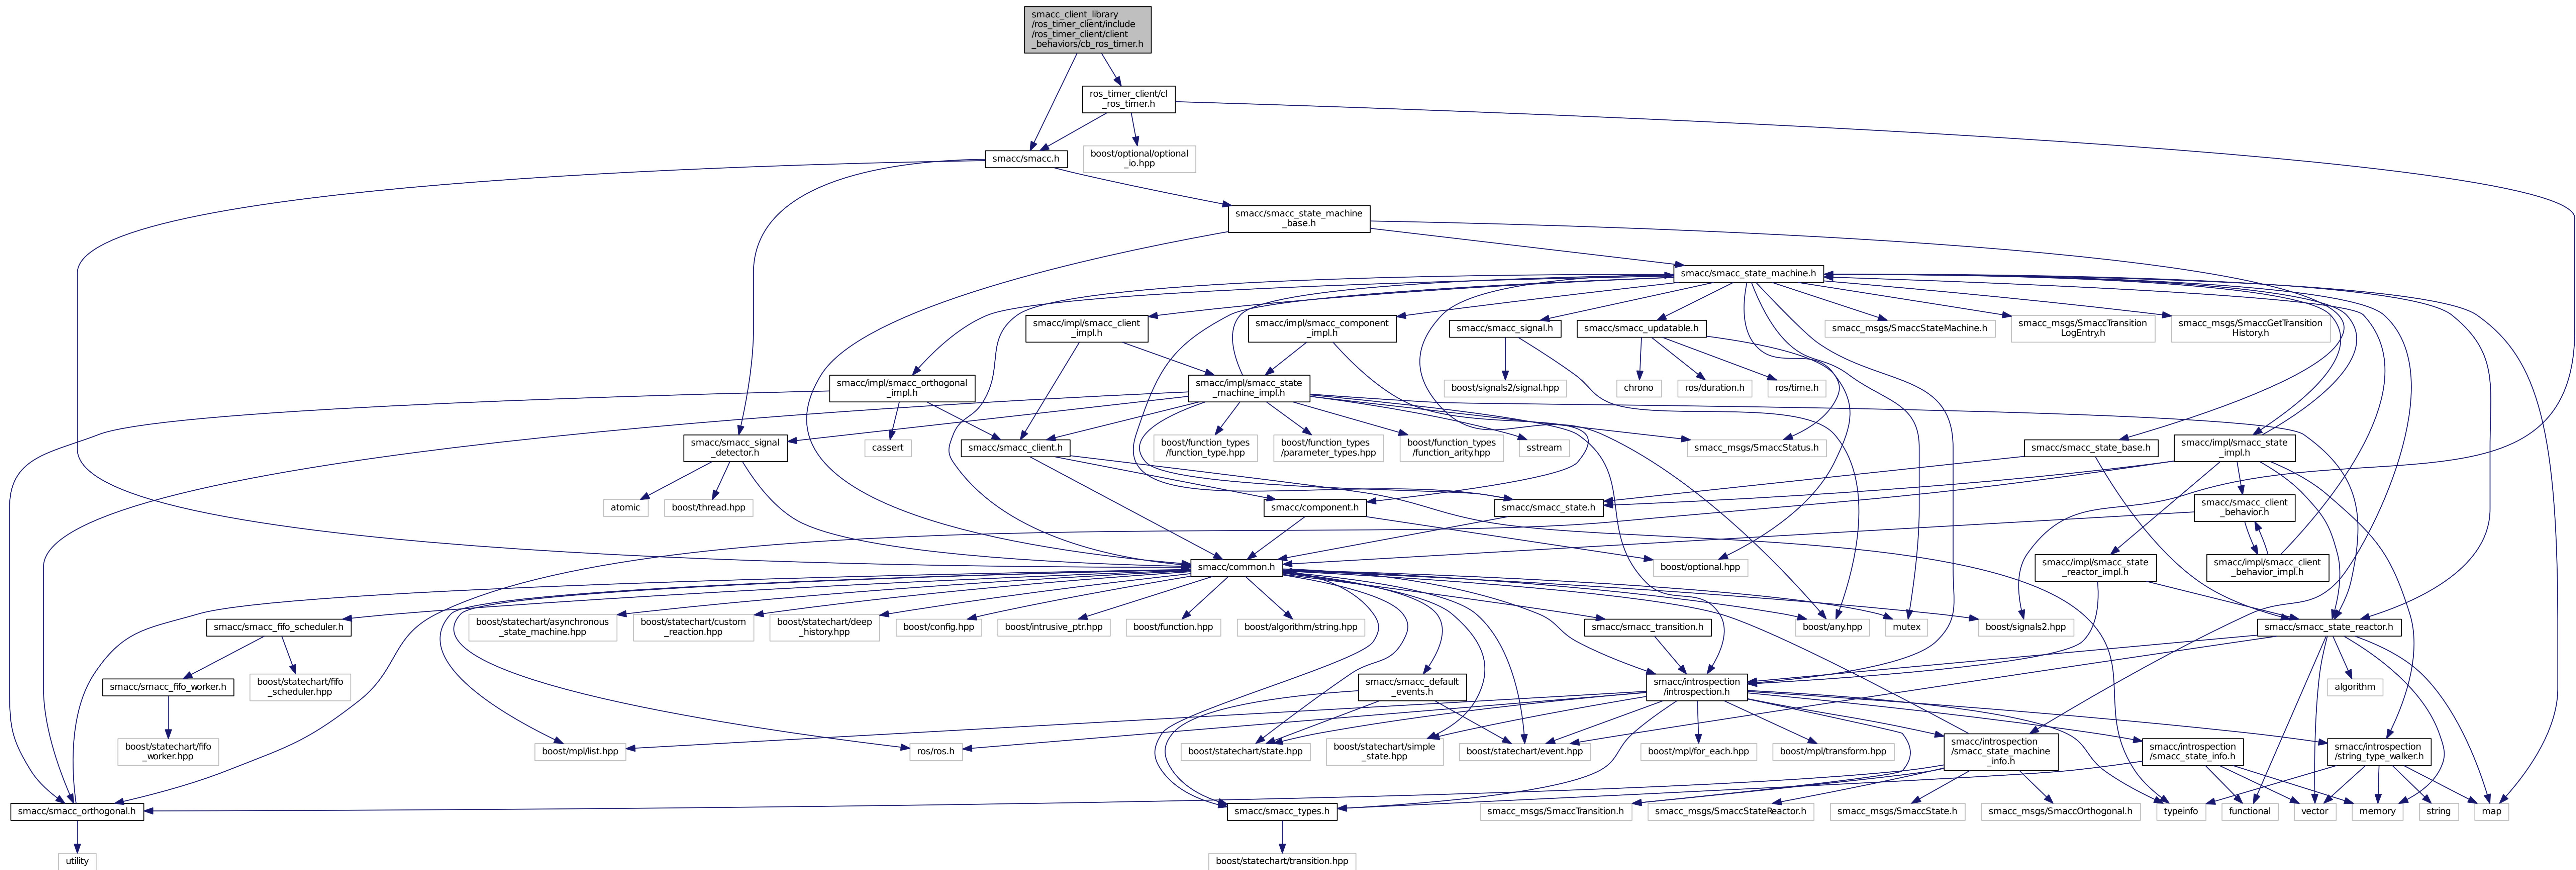 smacc_client_library
/ros_timer_client/include
/ros_timer_client/client
_behaviors/cb_ros_timer.h
ros_timer_client/cl
_ros_timer.h
smacc/smacc.h
boost/optional/optional
_io.hpp
smacc/smacc_state_machine
_base.h
smacc/smacc_state_machine.h
smacc/impl/smacc_client
_impl.h
smacc/impl/smacc_component
_impl.h
smacc/smacc_signal.h
smacc/smacc_updatable.h
smacc_msgs/SmaccStateMachine.h
smacc_msgs/SmaccTransition
LogEntry.h
smacc_msgs/SmaccGetTransition
History.h
smacc/impl/smacc_orthogonal
_impl.h
smacc/impl/smacc_state
_machine_impl.h
boost/signals2/signal.hpp
chrono
ros/duration.h
ros/time.h
smacc/smacc_signal
_detector.h
cassert
smacc/smacc_client.h
boost/function_types
/function_type.hpp
boost/function_types
/parameter_types.hpp
boost/function_types
/function_arity.hpp
sstream
smacc_msgs/SmaccStatus.h
smacc/smacc_state_base.h
smacc/impl/smacc_state
_impl.h
atomic
boost/thread.hpp
smacc/component.h
smacc/smacc_state.h
smacc/smacc_client
_behavior.h
smacc/common.h
boost/optional.hpp
smacc/impl/smacc_state
_reactor_impl.h
smacc/impl/smacc_client
_behavior_impl.h
smacc/smacc_fifo_scheduler.h
boost/statechart/asynchronous
_state_machine.hpp
boost/statechart/custom
_reaction.hpp
boost/statechart/deep
_history.hpp
boost/config.hpp
boost/intrusive_ptr.hpp
boost/function.hpp
boost/algorithm/string.hpp
smacc/smacc_transition.h
boost/any.hpp
mutex
boost/signals2.hpp
smacc/smacc_state_reactor.h
smacc/smacc_fifo_worker.h
boost/statechart/fifo
_scheduler.hpp
smacc/smacc_default
_events.h
smacc/introspection
/introspection.h
algorithm
boost/statechart/fifo
_worker.hpp
boost/mpl/list.hpp
ros/ros.h
boost/statechart/state.hpp
boost/statechart/simple
_state.hpp
boost/statechart/event.hpp
boost/mpl/for_each.hpp
boost/mpl/transform.hpp
smacc/introspection
/smacc_state_machine
_info.h
smacc/introspection
/smacc_state_info.h
smacc/introspection
/string_type_walker.h
smacc/smacc_orthogonal.h
smacc/smacc_types.h
smacc_msgs/SmaccTransition.h
smacc_msgs/SmaccStateReactor.h
smacc_msgs/SmaccState.h
smacc_msgs/SmaccOrthogonal.h
typeinfo
functional
vector
memory
string
map
utility
boost/statechart/transition.hpp